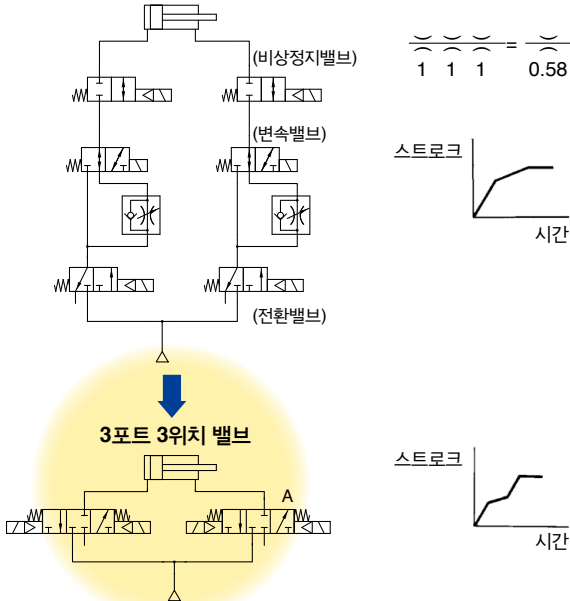 (비상정지밸브)
1 1 1 = 0.58
(변속밸브)
스트로크
시간
(전환밸브)
3포트 3위치 밸브
A
스트로크
시간